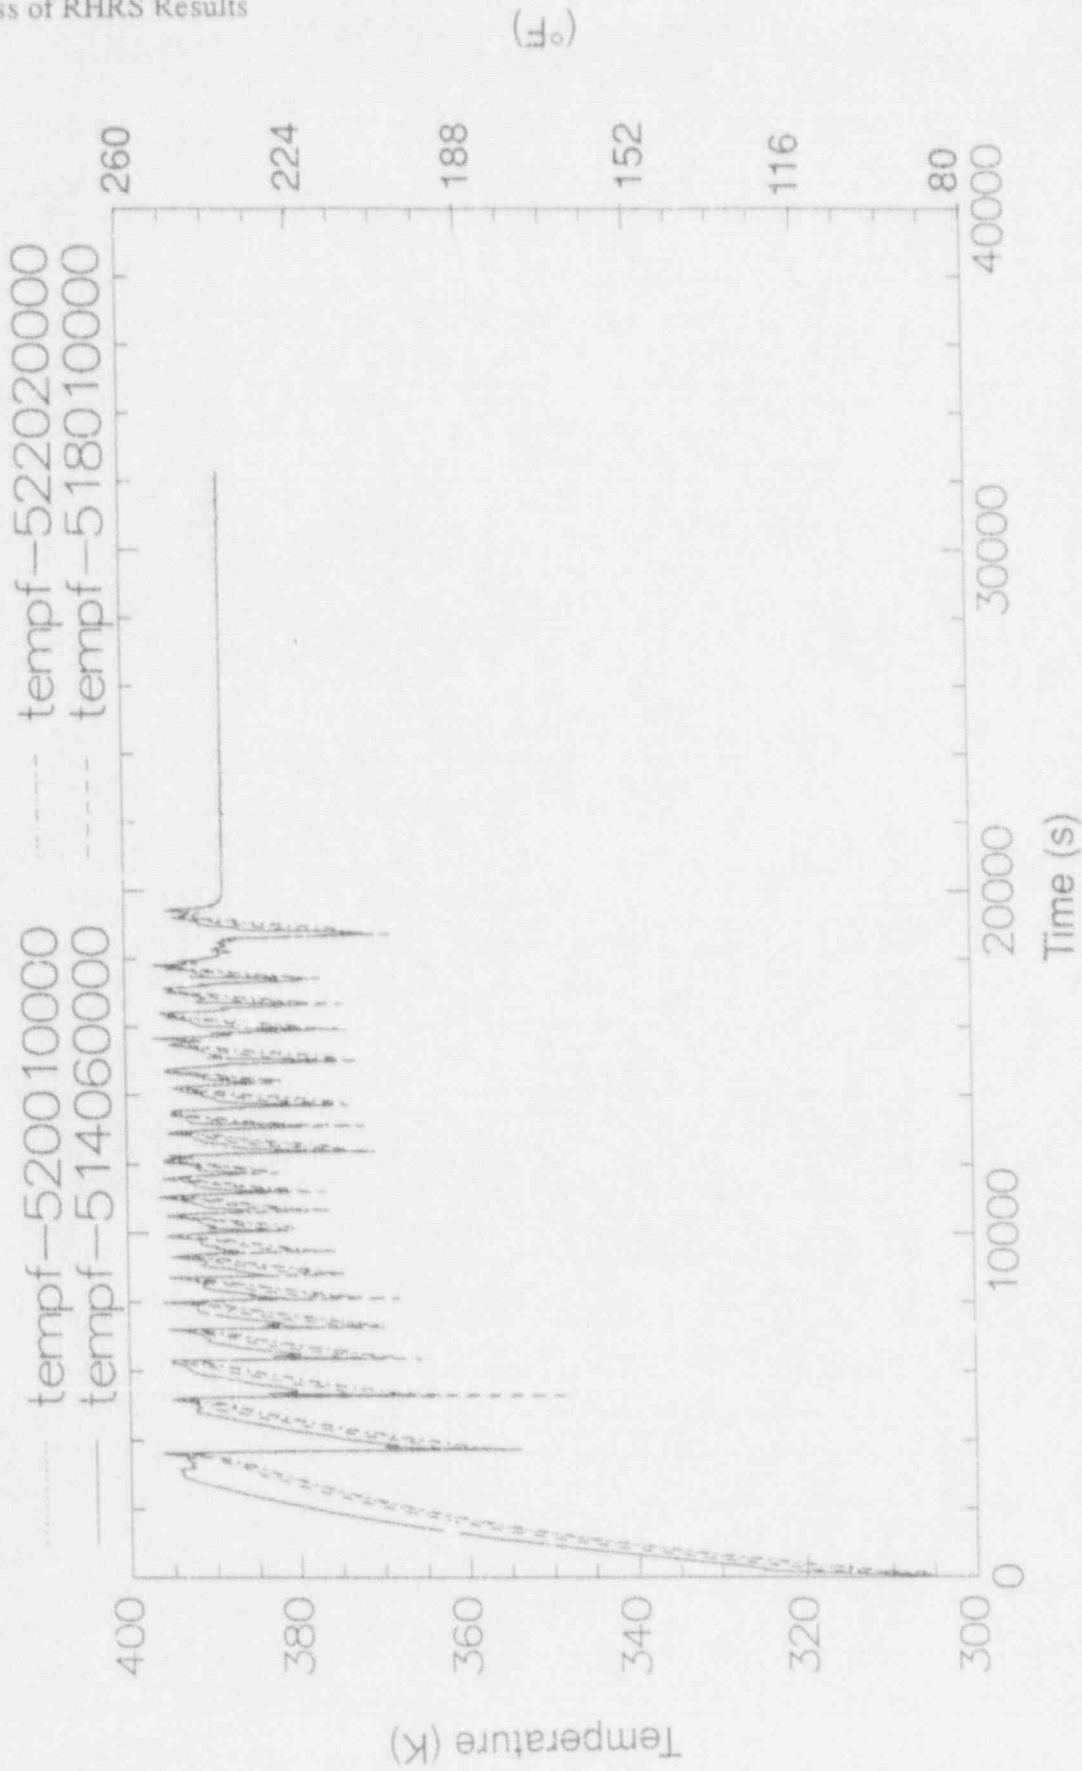 ss of RHRS Results
tempf-520010000
tempf-522020000
tempf-514060000
tempf-518010000
Temperature (K)
400
380
360
340
320
300
(°F)
260
224
188
152
116
80
0
10000
20000
30000
40000
Time (s)